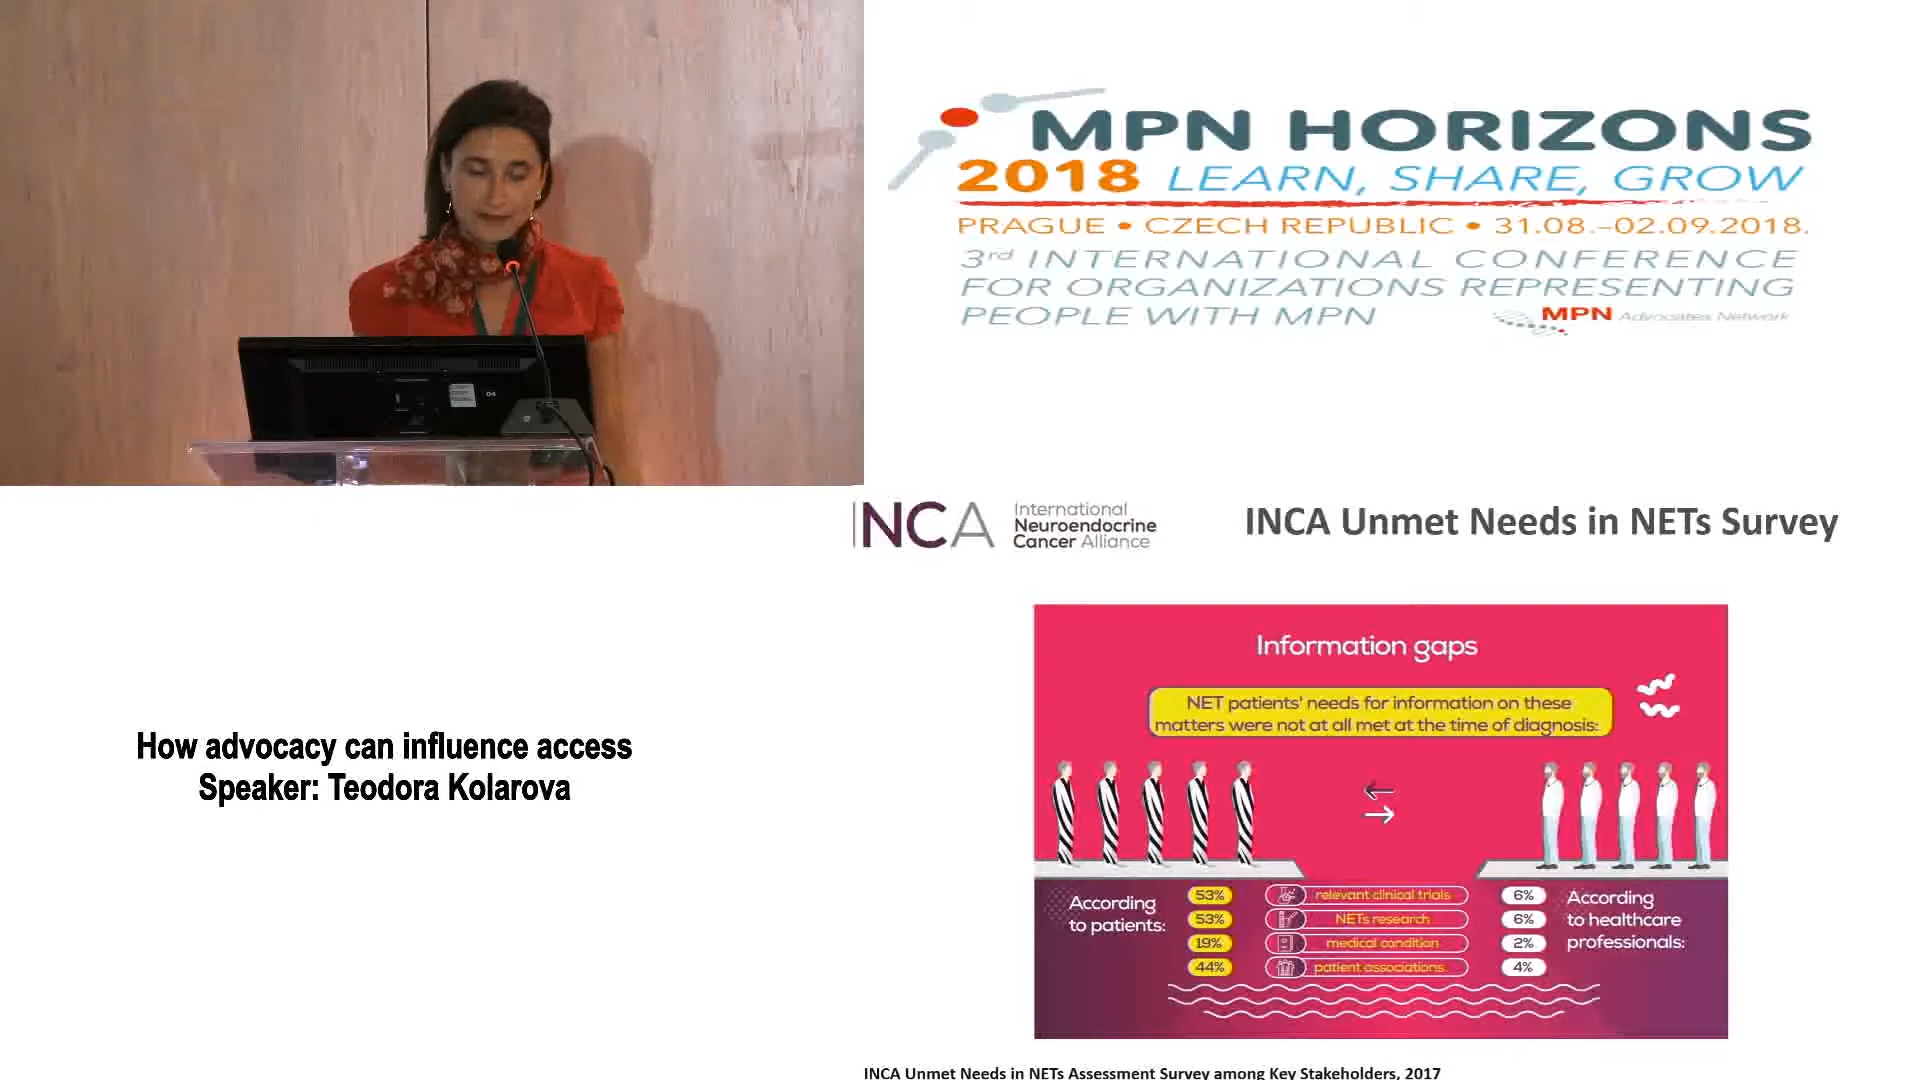 MPN HORIZONS
2018 LEARN, SHARE, GROW
PRAGUE • CZECH REPUBLIC • 31.08.–02.09.2018.
3rd INTERNATIONAL CONFERENCE
FOR ORGANIZATIONS REPRESENTING
PEOPLE WITH MPN
MPN Advocates Network
04
INCA
International
Neuroendocrine
Cancer Alliance
INCA Unmet Needs in NETs Survey
How advocacy can influence access
Speaker: Teodora Kolarova
Information gaps
NET patients' needs for information on these
matters were not at all met at the time of diagnosis:
According
to patients:
53% relevant clinical trials 6%
53% NETs research 6%
19% medical condition 2%
44% patient associations 4%
According
to healthcare
professionals:
INCA Unmet Needs in NETs Assessment Survey among Key Stakeholders, 2017